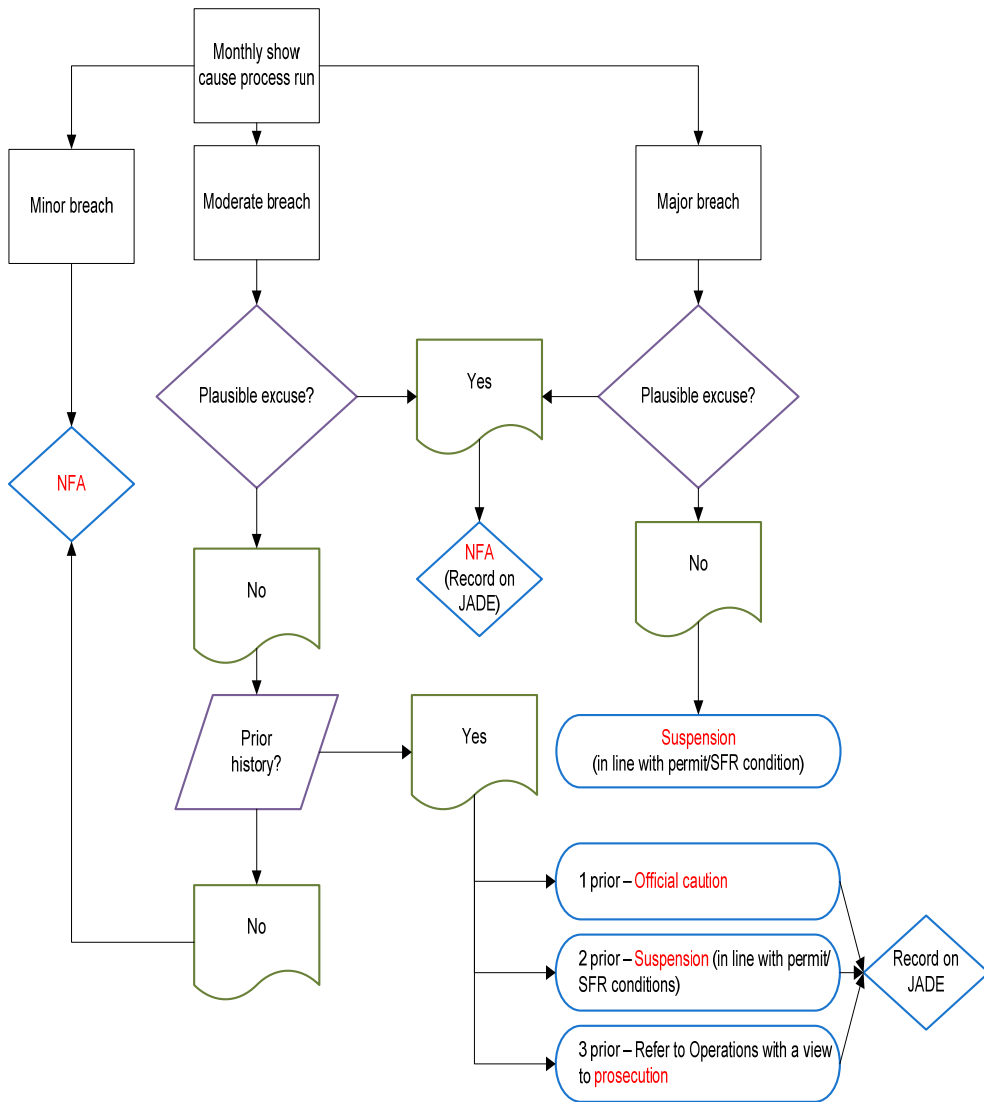 Monthly show
cause process run
Minor breach
Moderate breach
Major breach
Plausible excuse?
Yes
Plausible excuse?
NFA
No
NFA
(Record on
JADE)
No
Prior
history?
Yes
Suspension
(in line with permit/SFR condition)
1 prior – Official caution
No
2 prior – Suspension (in line with permit/
SFR conditions)
Record on
JADE
3 prior – Refer to Operations with a view
to prosecution